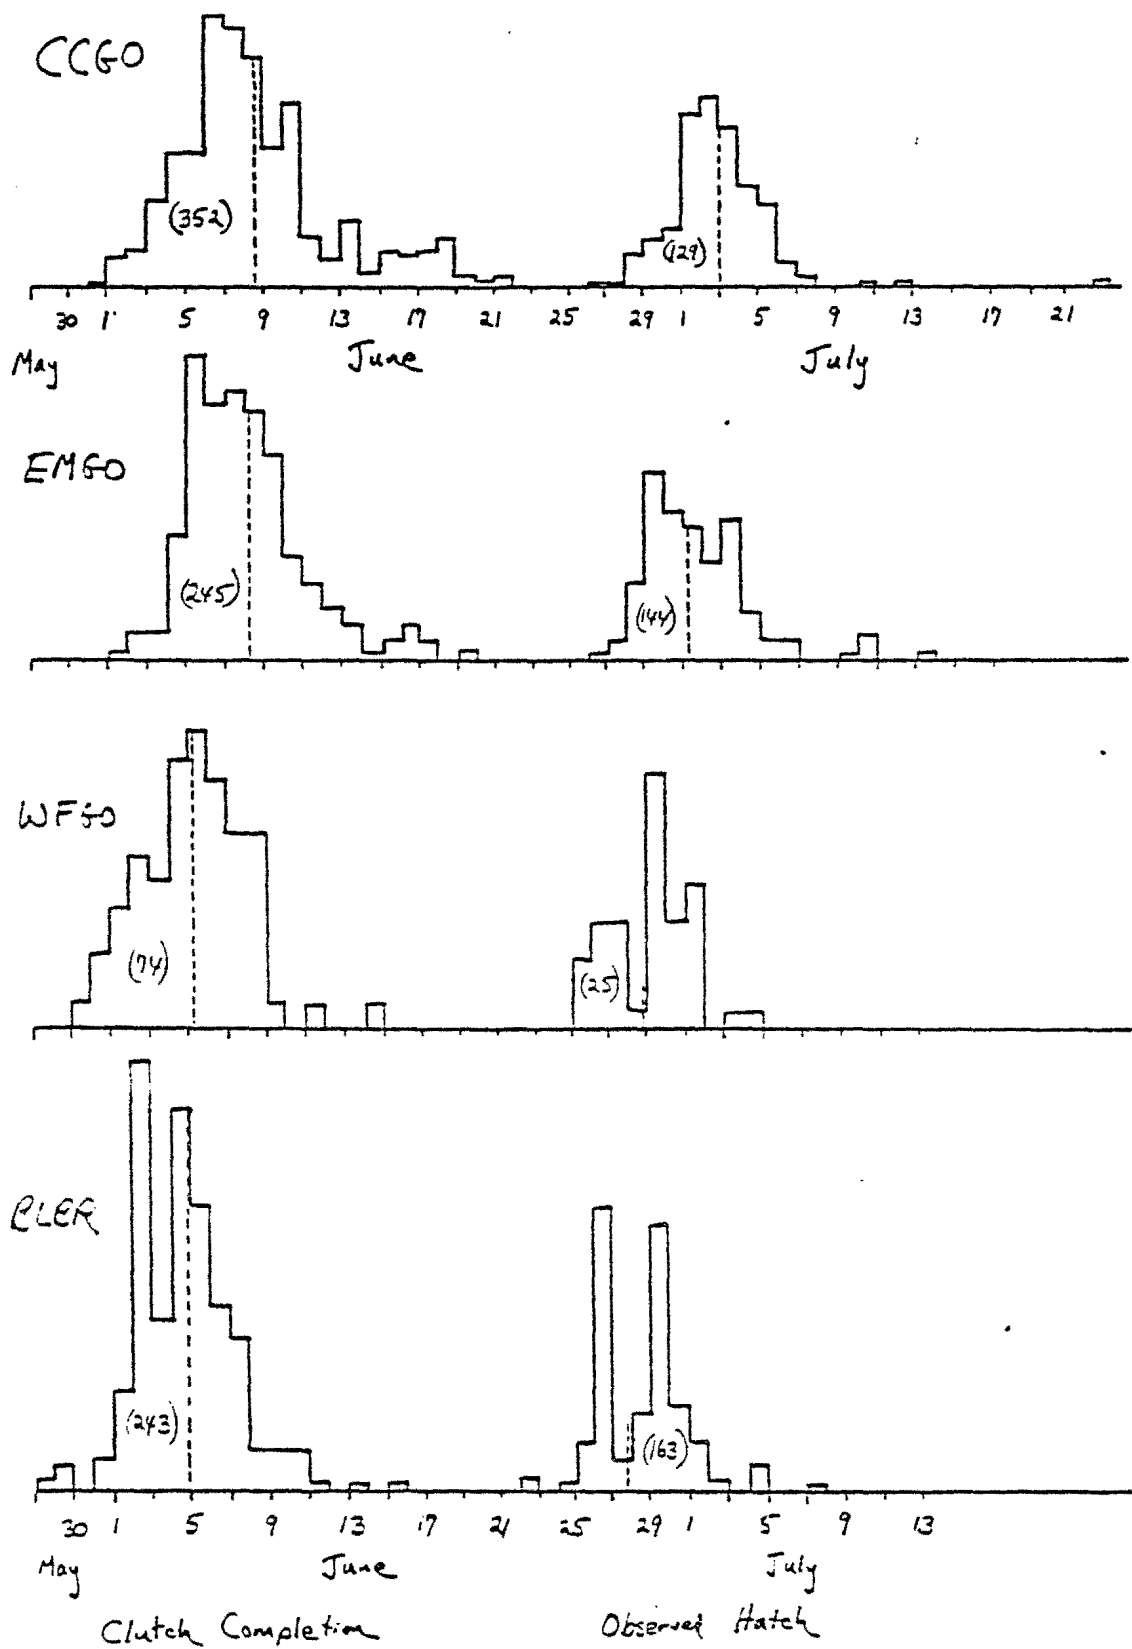 CCGO
(352)
(129)
30 1 5 9 13 17 21 25 29 1 5 9 13 17 21
May June July
EMGO
(245)
(144)
WFGO
(74)
(25)
BLBR
(243)
(163)
30 1 5 9 13 17 21 25 29 1 5 9 13
May June July
Clutch Completion Observed Hatch